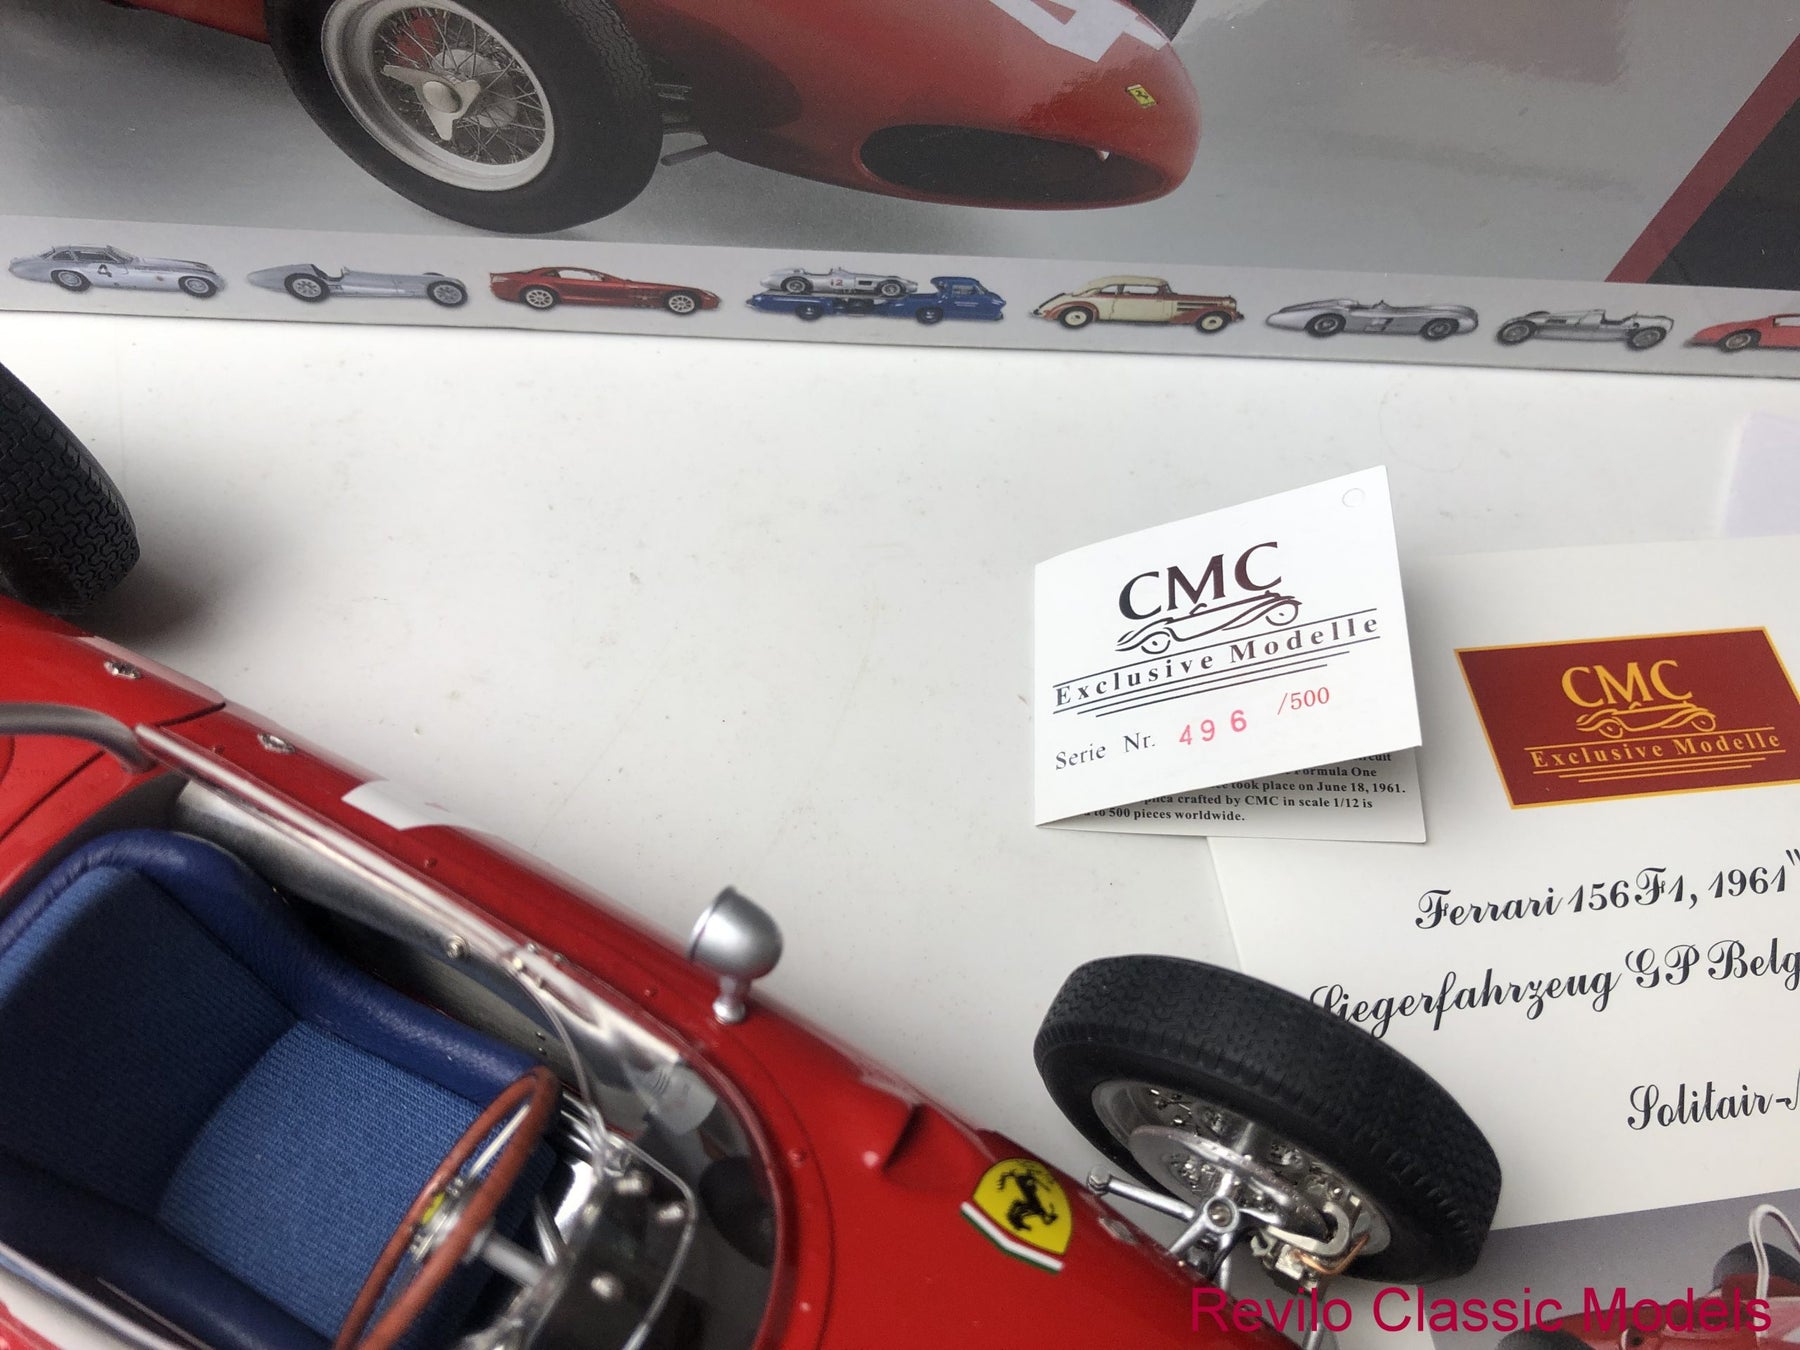 4
4
12
CMC
Exclusive Modelle
Serie Nr. 496 /500
Formula One
took place on June 18, 1961.
crafted by CMC in scale 1/12 is
to 500 pieces worldwide.
CMC
Exclusive Modelle
Ferrari 156 F1, 1961"
Siegerfahrzeug GP Belg
Solitair-
Revilo Classic Models